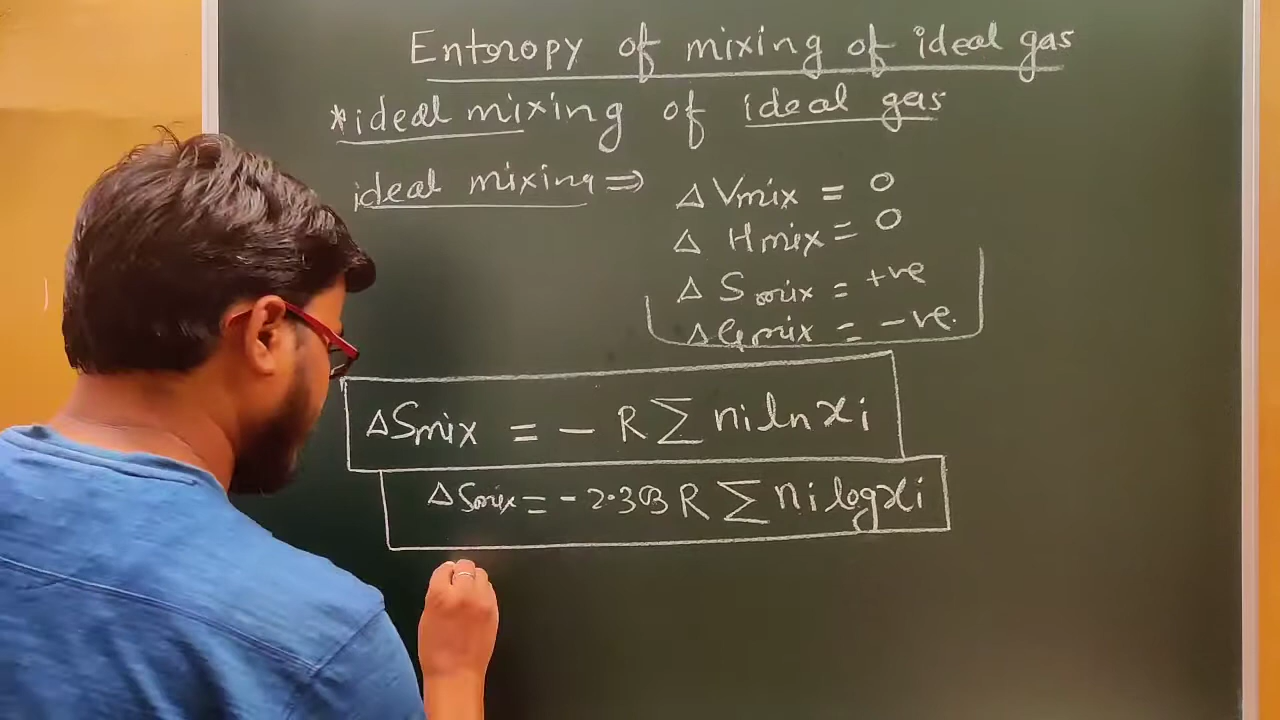 Entropy of mixing of ideal gas
*ideal mixing of ideal gas
ideal mixing ⇒ ΔVmix = 0
ΔHmix = 0
ΔSmix = +ve
ΔGmix = -ve.
ΔSmix = - R Σ ni ln xi
ΔSmix = - 2.303 R Σ ni log xi